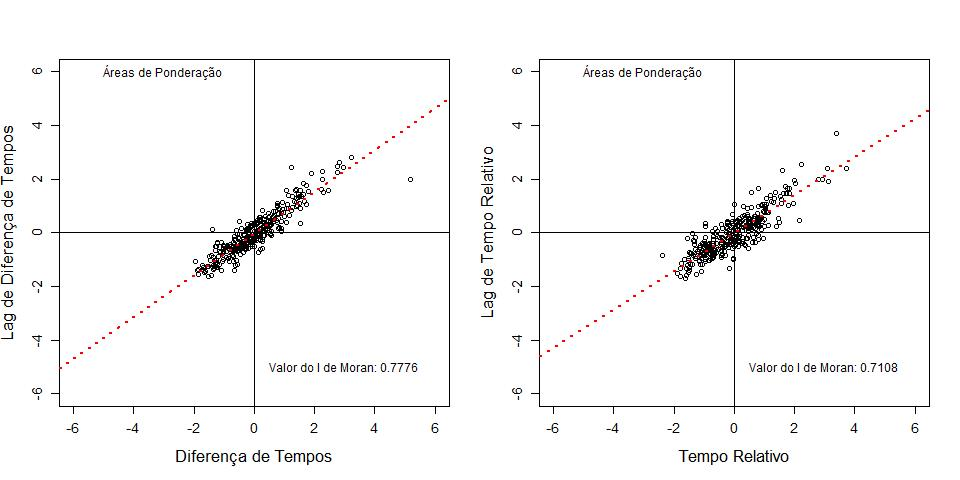 Áreas de Ponderação
Lag de Diferença de Tempos
6
4
2
0
-2
-4
-6
Valor do I de Moran: 0.7776
-6 -4 -2 0 2 4 6
Diferença de Tempos
Áreas de Ponderação
Lag de Tempo Relativo
6
4
2
0
-2
-4
-6
Valor do I de Moran: 0.7108
-6 -4 -2 0 2 4 6
Tempo Relativo